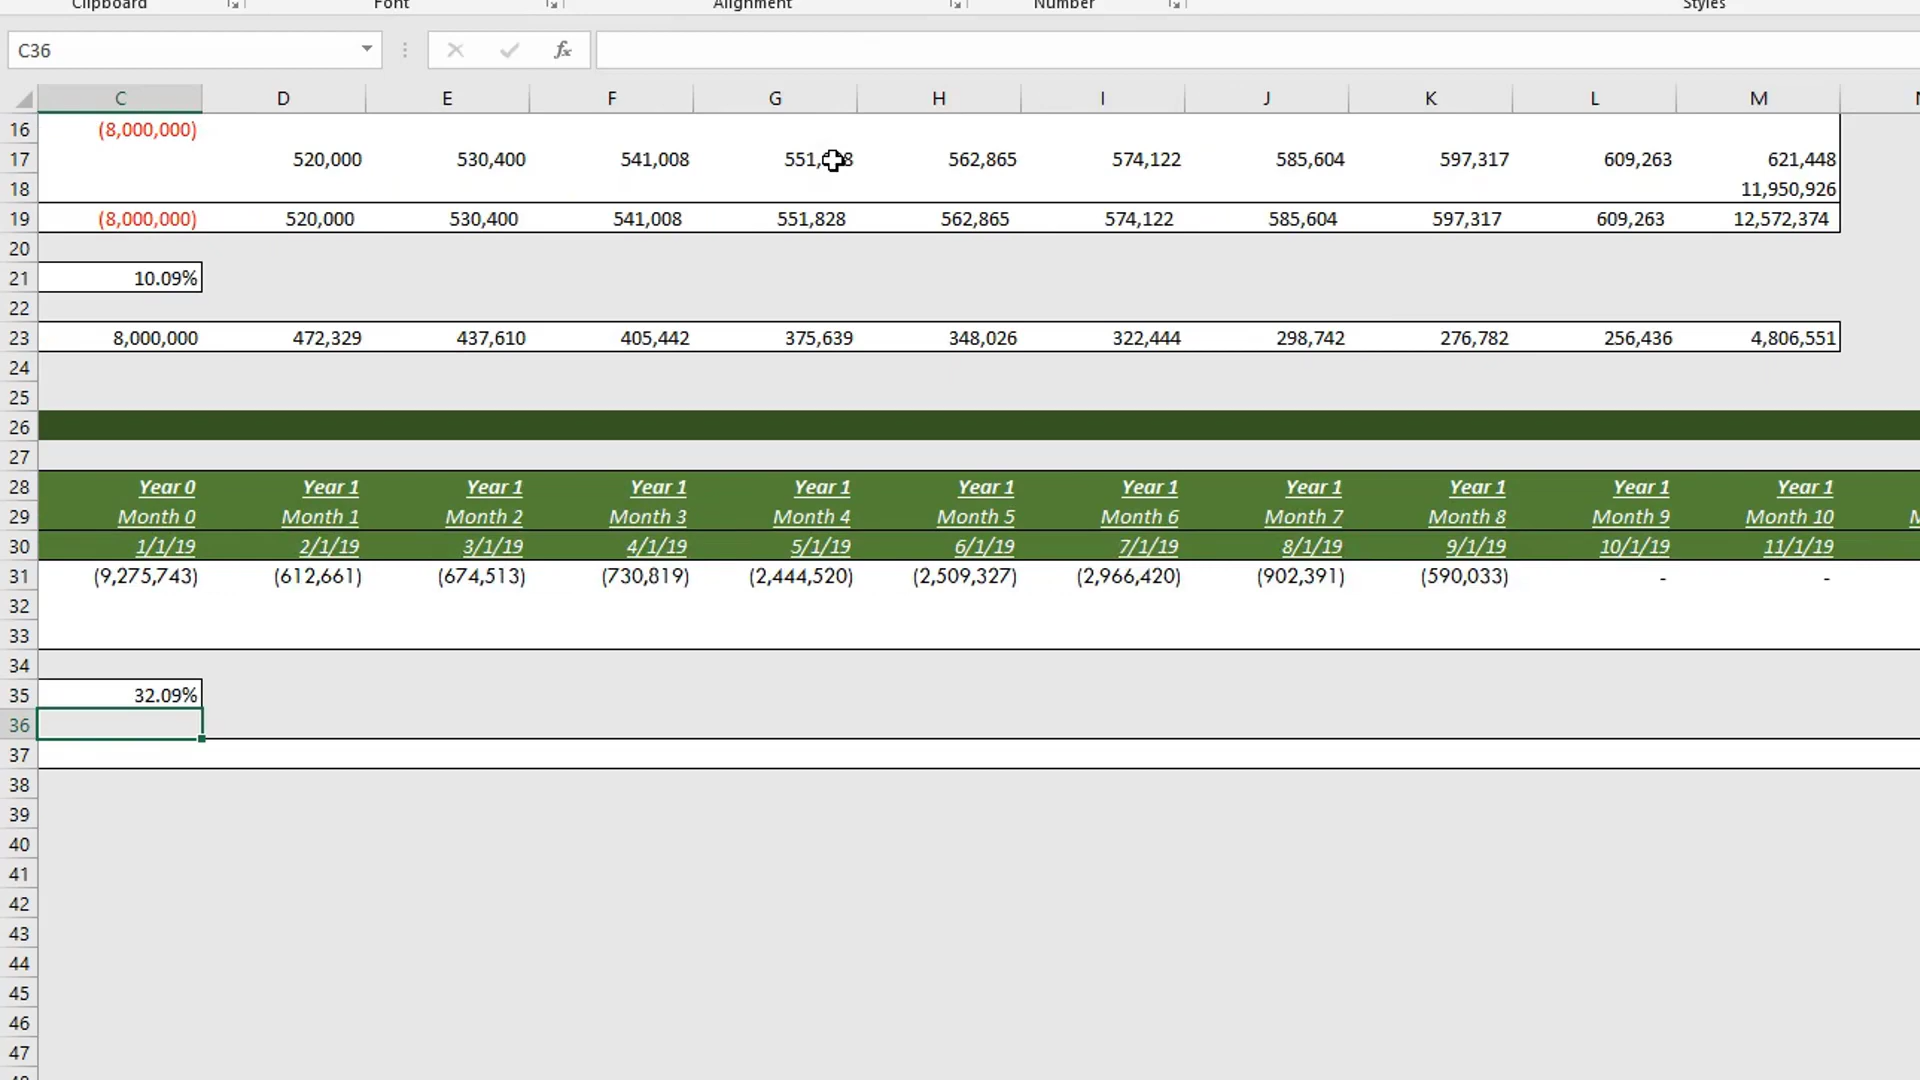 Clipboard Font Alignment Number Styles
C36 fx
C D E F G H I J K L M
16 (8,000,000)
17 520,000 530,400 541,008 562,865 574,122 585,604 597,317 609,263 621,448
18 11,950,926
19 (8,000,000) 520,000 530,400 541,008 551,828 562,865 574,122 585,604 597,317 609,263 12,572,374
20
21 10.09%
22
23 8,000,000 472,329 437,610 405,442 375,639 348,026 322,444 298,742 276,782 256,436 4,806,551
24
25
26
27
28 Year 0 Year 1 Year 1 Year 1 Year 1 Year 1 Year 1 Year 1 Year 1 Year 1 Year 1
29 Month 0 Month 1 Month 2 Month 3 Month 4 Month 5 Month 6 Month 7 Month 8 Month 9 Month 10
30 1/1/19 2/1/19 3/1/19 4/1/19 5/1/19 6/1/19 7/1/19 8/1/19 9/1/19 10/1/19 11/1/19
31 (9,275,743) (612,661) (674,513) (730,819) (2,444,520) (2,509,327) (2,966,420) (902,391) (590,033) - -
32
33
34
35 32.09%
36
37
38
39
40
41
42
43
44
45
46
47